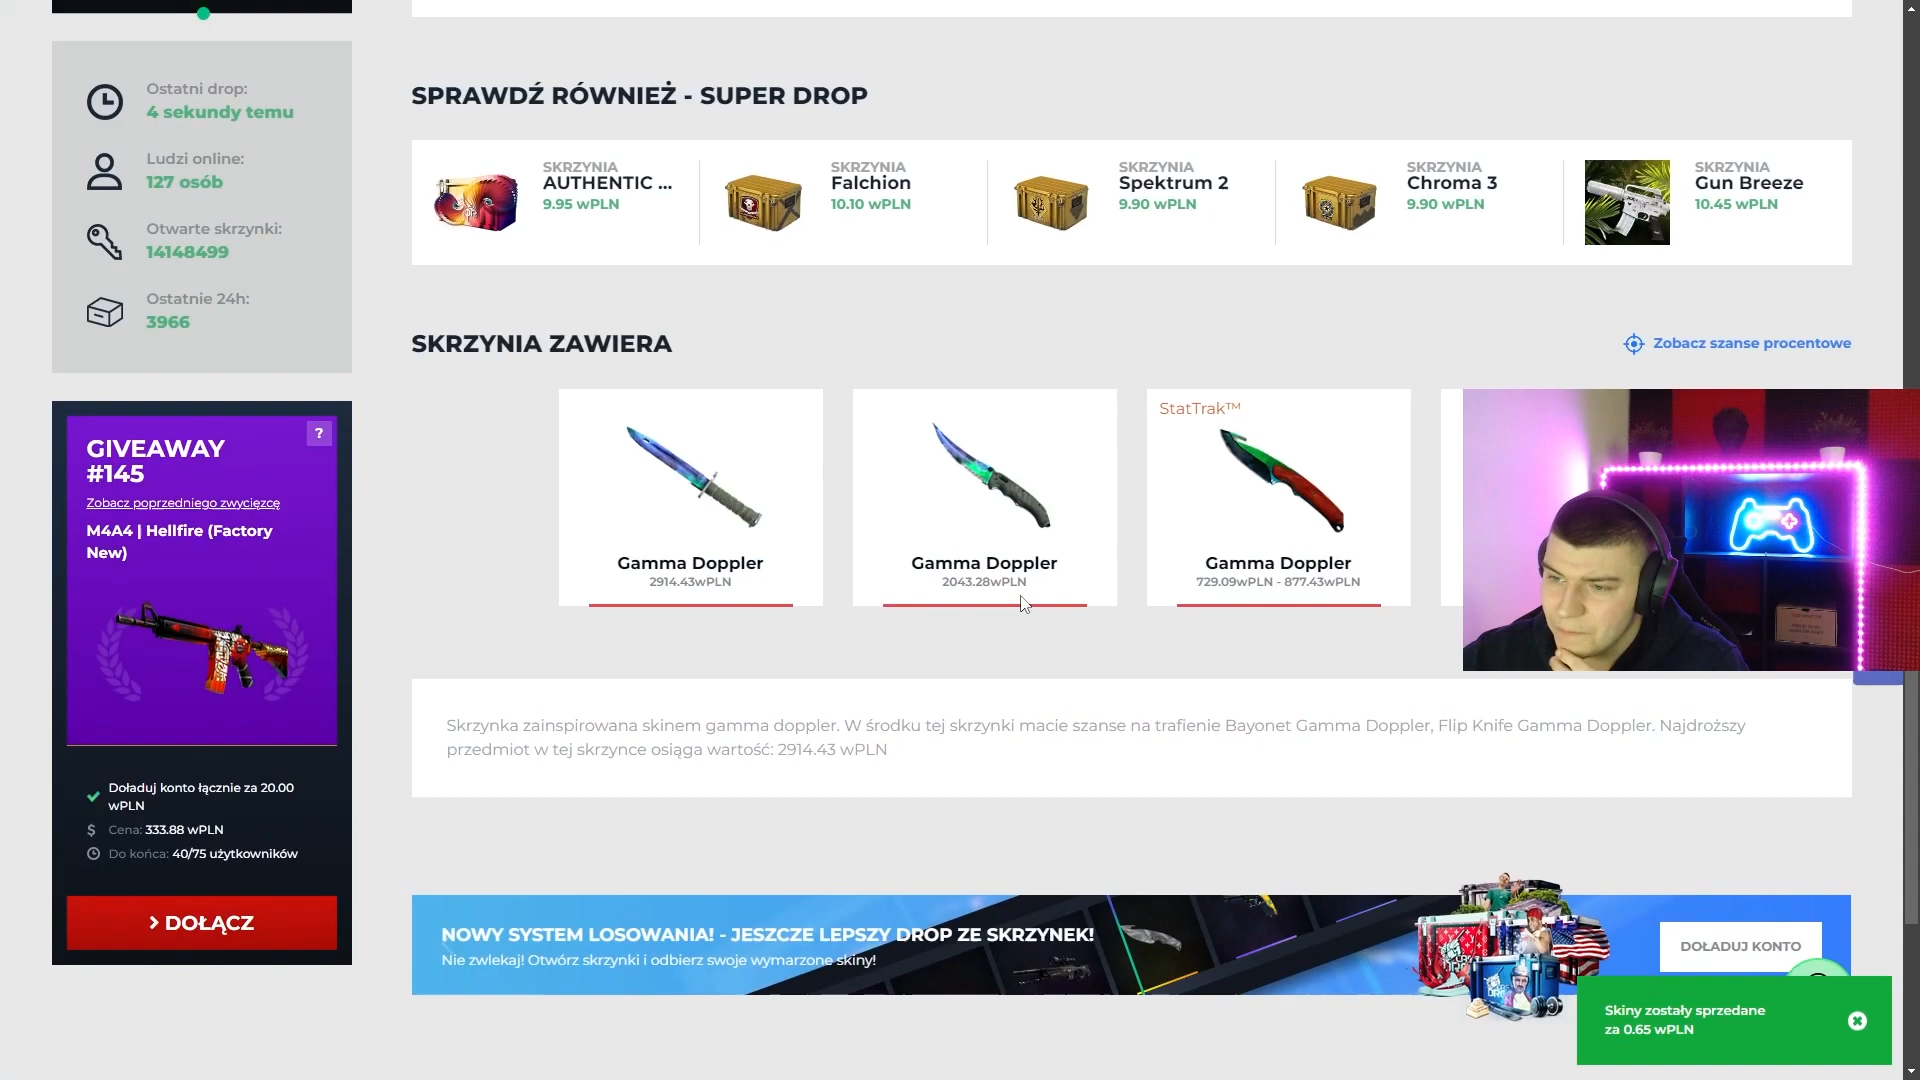 Ostatni drop:
4 sekundy temu
Ludzi online:
127 osób
Otwarte skrzynki:
14148499
Ostatnie 24h:
3966
GIVEAWAY
#145
?
Zobacz poprzedniego zwycięzcę
M4A4 | Hellfire (Factory
New)
Doładuj konto łącznie za 20.00
wPLN
$ Cena: 333.88 wPLN
Do końca: 40/75 użytkowników
DOŁĄCZ
SPRAWDŹ RÓWNIEŻ - SUPER DROP
SKRZYNIA
AUTHENTIC ...
9.95 wPLN
SKRZYNIA
Falchion
10.10 wPLN
SKRZYNIA
Spektrum 2
9.90 wPLN
SKRZYNIA
Chroma 3
9.90 wPLN
SKRZYNIA
Gun Breeze
10.45 wPLN
SKRZYNIA ZAWIERA
Zobacz szanse procentowe
Gamma Doppler
2914.43wPLN
Gamma Doppler
2043.28wPLN
StatTrak™
Gamma Doppler
729.09wPLN - 877.43wPLN
Skrzynka zainspirowana skinem gamma doppler. W środku tej skrzynki macie szanse na trafienie Bayonet Gamma Doppler, Flip Knife Gamma Doppler. Najdroższy
przedmiot w tej skrzynce osiąga wartość: 2914.43 wPLN
NOWY SYSTEM LOSOWANIA! - JESZCZE LEPSZY DROP ZE SKRZYNEK!
Nie zwlekaj! Otwórz skrzynki i odbierz swoje wymarzone skiny!
DOŁADUJ KONTO
Skiny zostały sprzedane
za 0.65 wPLN